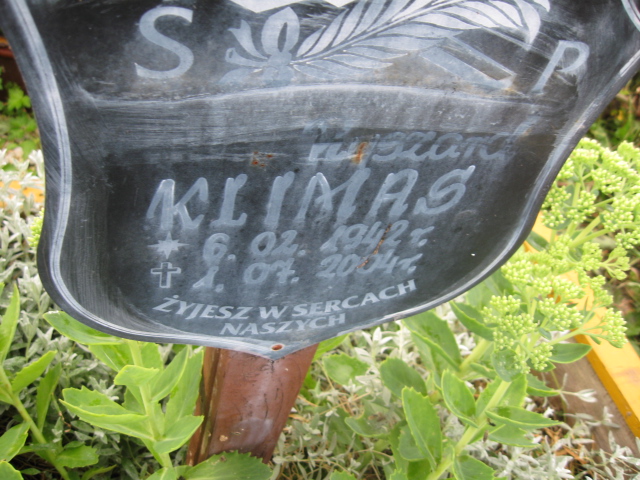 S P
KLIMAS
6. 02. 1942 r.
1. 07. 2004 r.
ŻYJESZ W SERCACH
NASZYCH